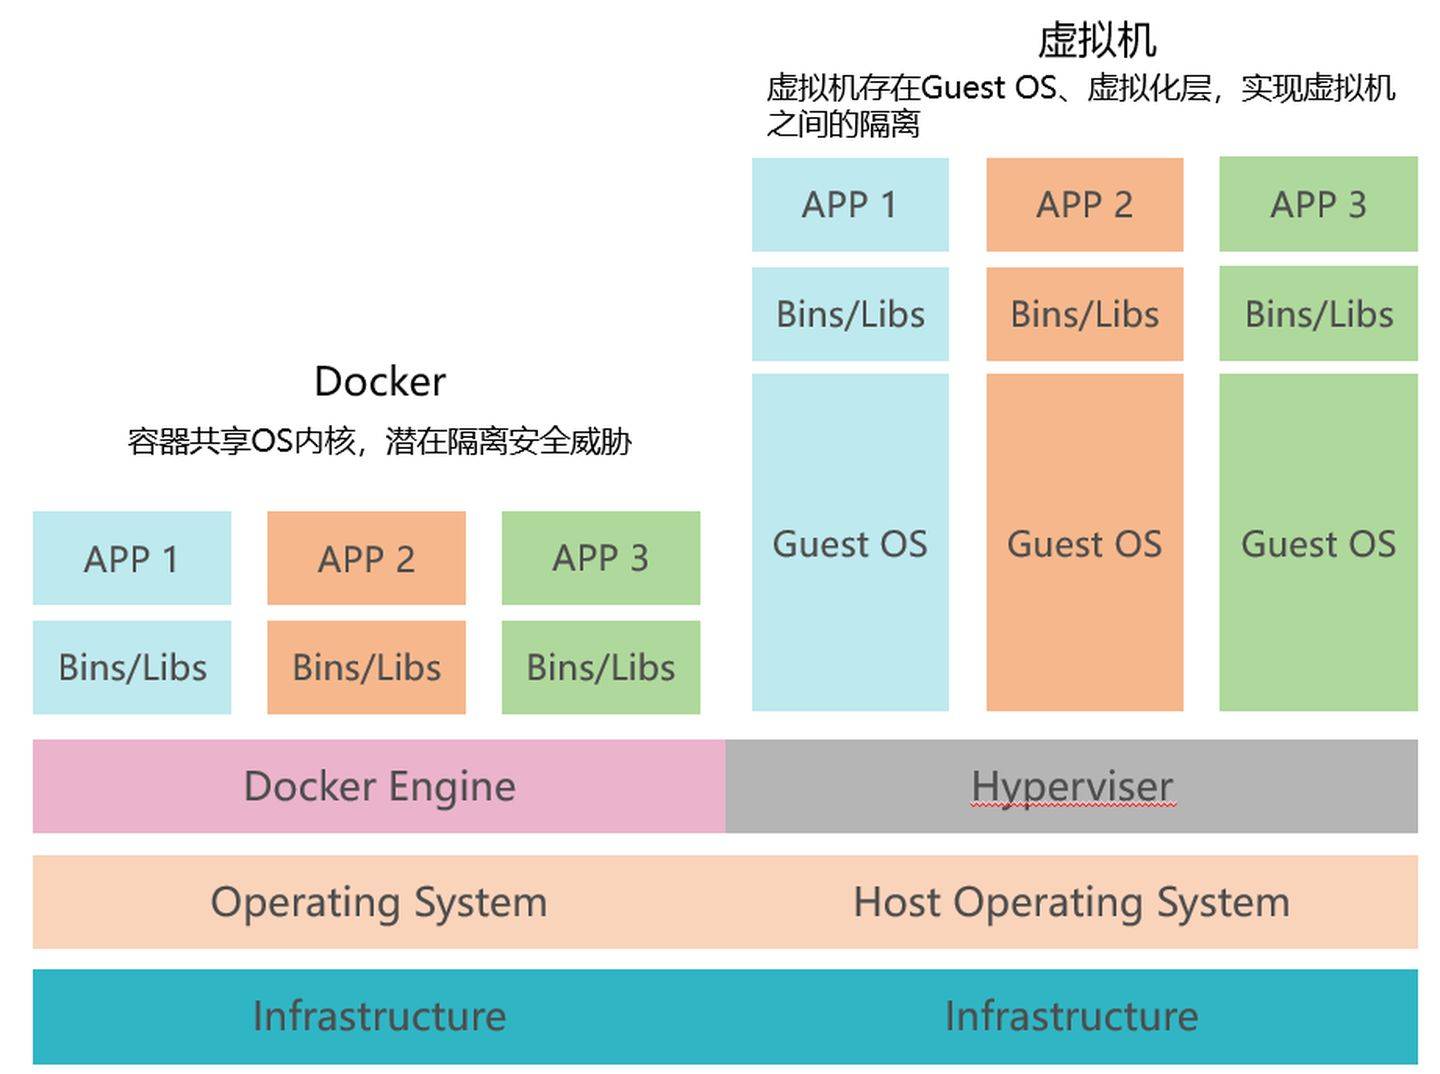 虚拟机
虚拟机存在Guest OS、虚拟化层，实现虚拟机
之间的隔离
APP 1
APP 2
APP 3
Bins/Libs
Bins/Libs
Bins/Libs
Guest OS
Guest OS
Guest OS
Docker
容器共享OS内核，潜在隔离安全威胁
APP 1
APP 2
APP 3
Bins/Libs
Bins/Libs
Bins/Libs
Docker Engine
Hyperviser
Operating System
Host Operating System
Infrastructure
Infrastructure